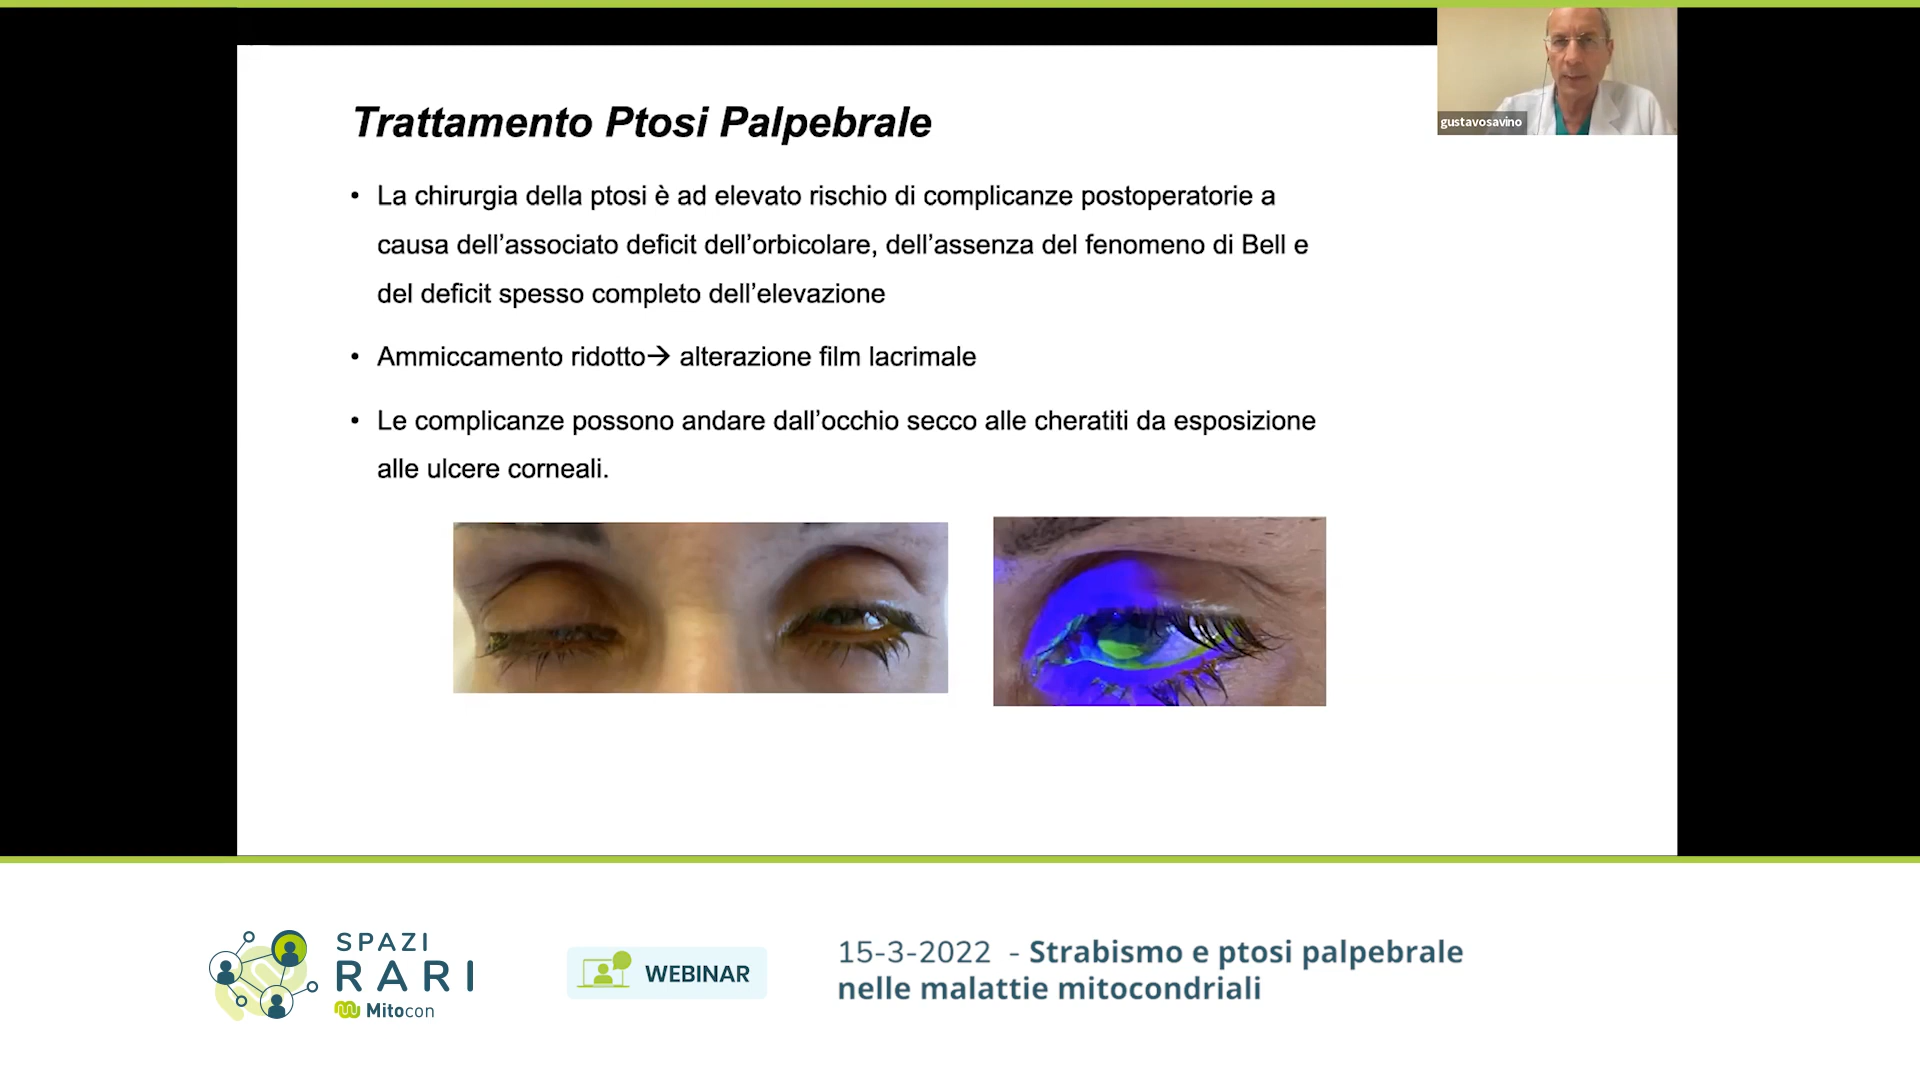 gustavosavino
Trattamento Ptosi Palpebrale
• La chirurgia della ptosi è ad elevato rischio di complicanze postoperatorie a
causa dell’associato deficit dell’orbicolare, dell’assenza del fenomeno di Bell e
del deficit spesso completo dell’elevazione
• Ammiccamento ridotto→ alterazione film lacrimale
• Le complicanze possono andare dall’occhio secco alle cheratiti da esposizione
alle ulcere corneali.
SPAZI
RARI
Mitocon
WEBINAR
15-3-2022 - Strabismo e ptosi palpebrale
nelle malattie mitocondriali